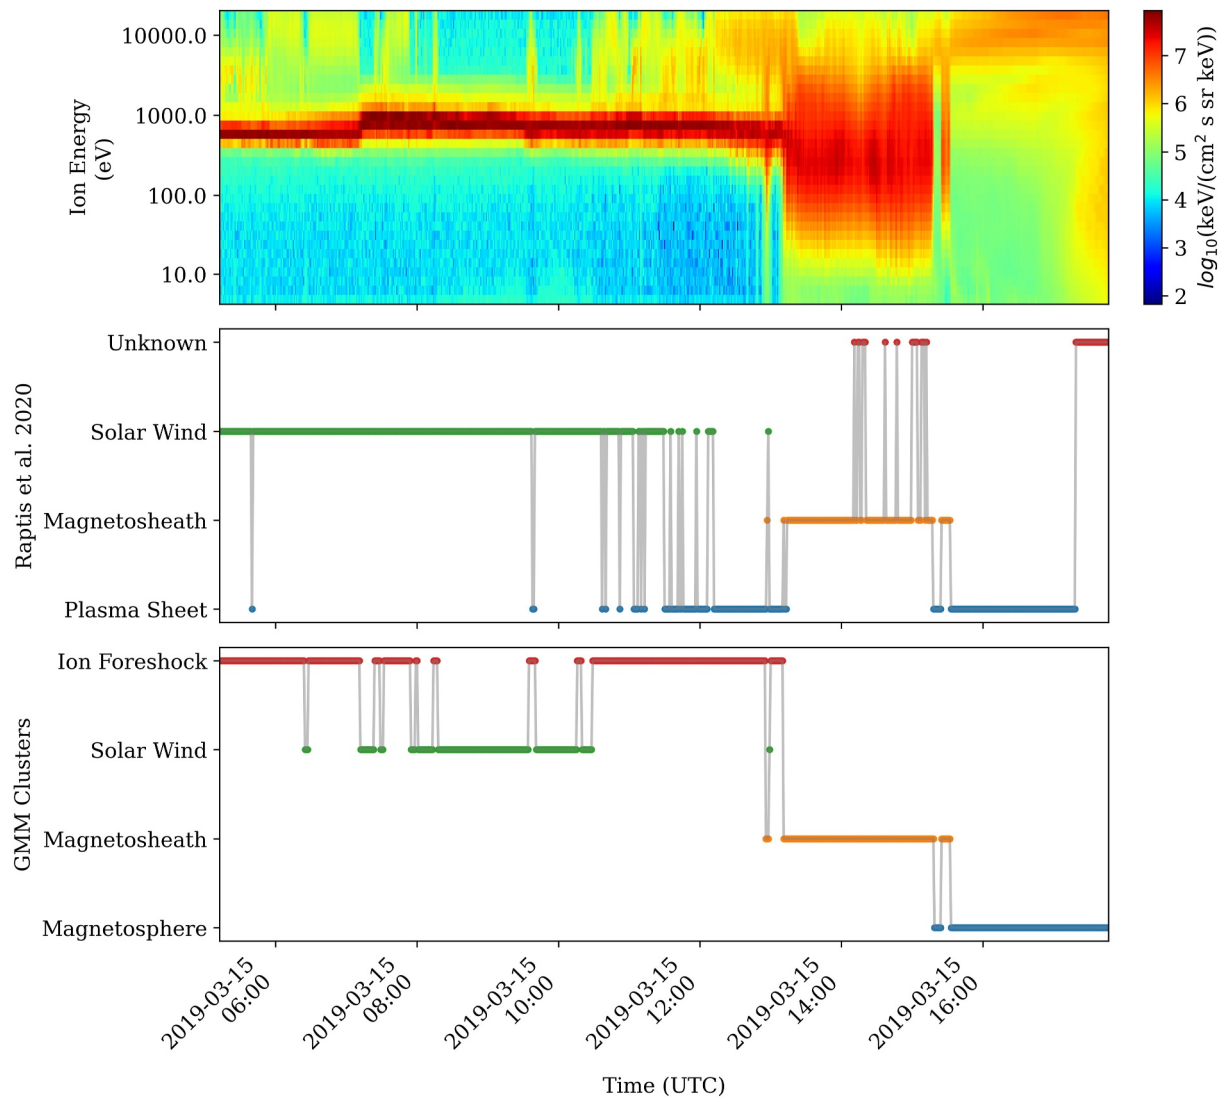 10000.0
1000.0
100.0
10.0
Ion Energy
(eV)
7
6
5
4
3
2
log₁₀(keV/(cm² s sr keV))
Unknown
Solar Wind
Magnetosheath
Plasma Sheet
Raptis et al. 2020
Ion Foreshock
Solar Wind
Magnetosheath
Magnetosphere
GMM Clusters
2019-03-15
06:00
2019-03-15
08:00
2019-03-15
10:00
2019-03-15
12:00
2019-03-15
14:00
2019-03-15
16:00
Time (UTC)